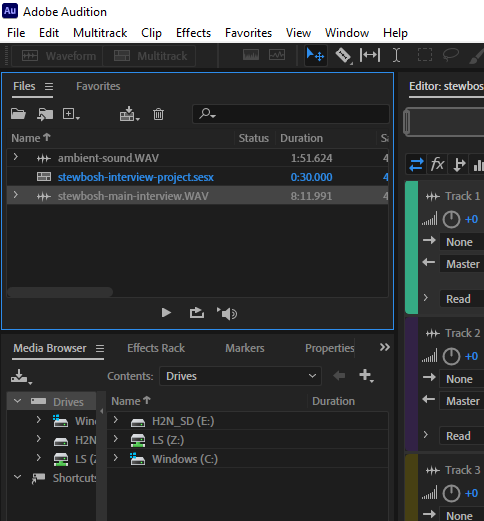 Au Adobe Audition
File Edit Multitrack Clip Effects Favorites View Window Help
Waveform Multitrack
Files Favorites Editor: stewbos
Name Status Duration
ambient-sound.WAV 1:51.624 4
stewbosh-interview-project.sesx 0:30.000 4
stewbosh-main-interview.WAV 8:11.991 4
Media Browser Effects Rack Markers Properties
Contents: Drives
Drives Name Duration
Win H2N_SD (E:)
H2N LS (Z:)
LS (Z Windows (C:)
Shortcuts
fx
Track 1
+0
None
Master
Read
Track 2
+0
None
Master
Read
Track 3
+0
None